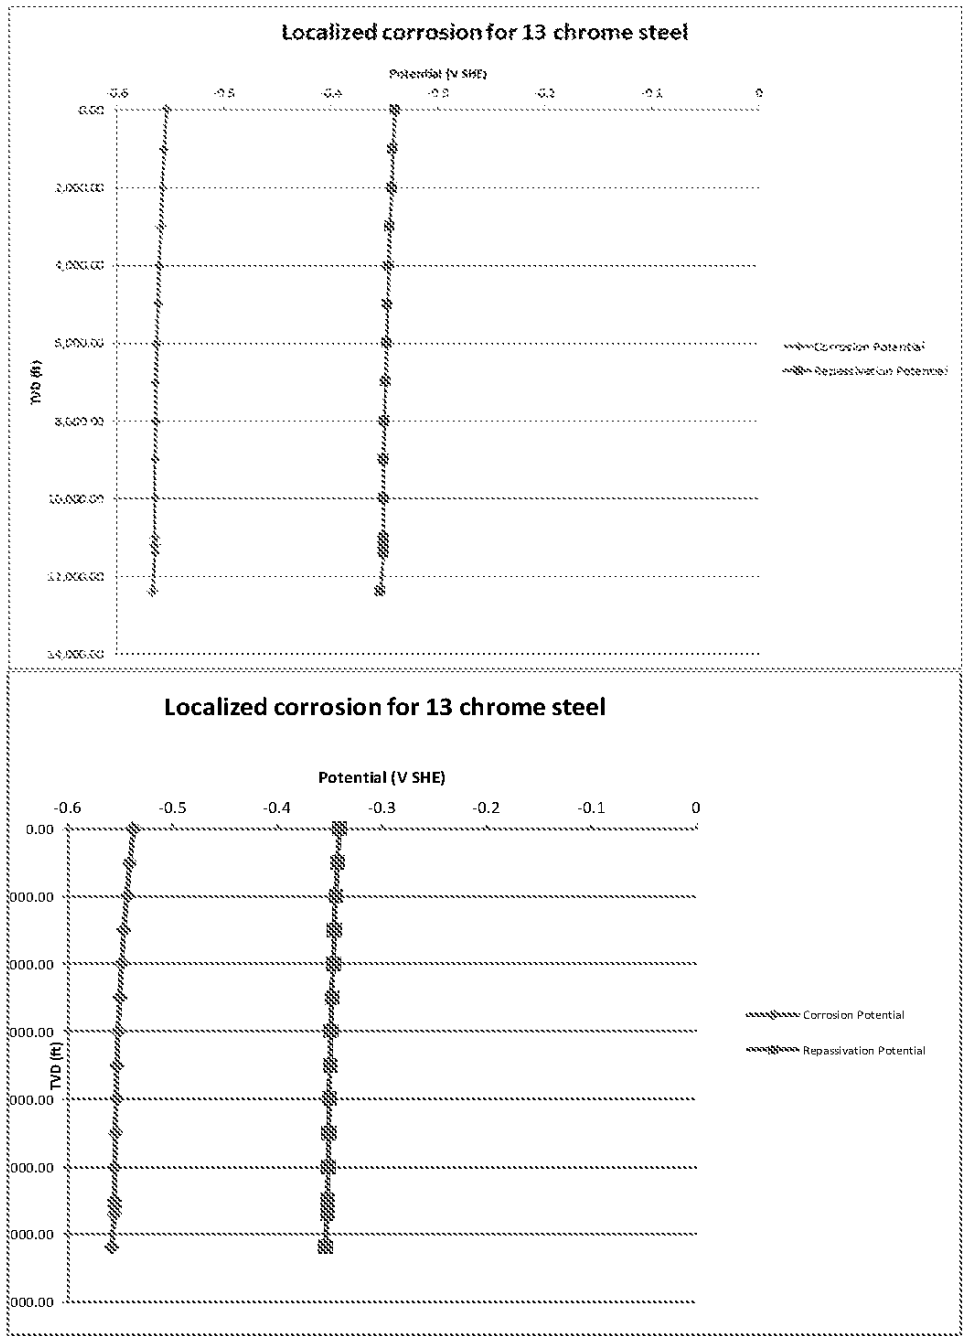 Localized corrosion for 13 chrome steel
Potential (V SHE)
-0.6 -0.5 -0.4 -0.3 -0.2 -0.1 0
0.00
2,000.00
4,000.00
6,000.00
TVD (ft)
Corrosion Potential
Repassivation Potential
8,000.00
10,000.00
12,000.00
14,000.00
Localized corrosion for 13 chrome steel
Potential (V SHE)
-0.6 -0.5 -0.4 -0.3 -0.2 -0.1 0
0.00
000.00
000.00
000.00
TVD (ft)
Corrosion Potential
Repassivation Potential
000.00
000.00
000.00
000.00